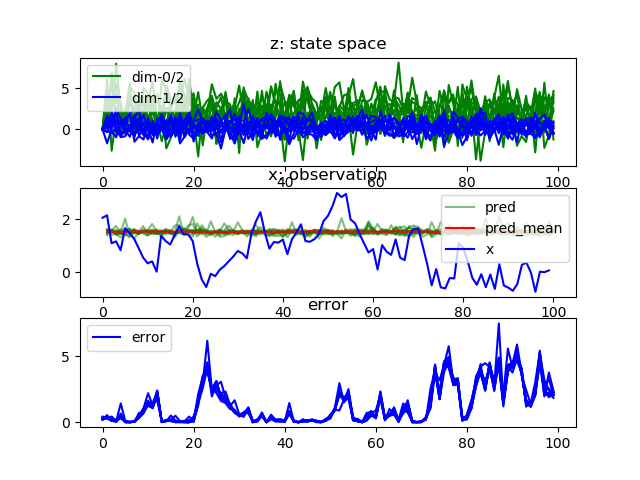 z: state space
5
0
dim-0/2
dim-1/2
0 20 40 60 80 100
x: observation
2
0
pred
pred_mean
x
0 20 40 60 80 100
error
5
0
error
0 20 40 60 80 100